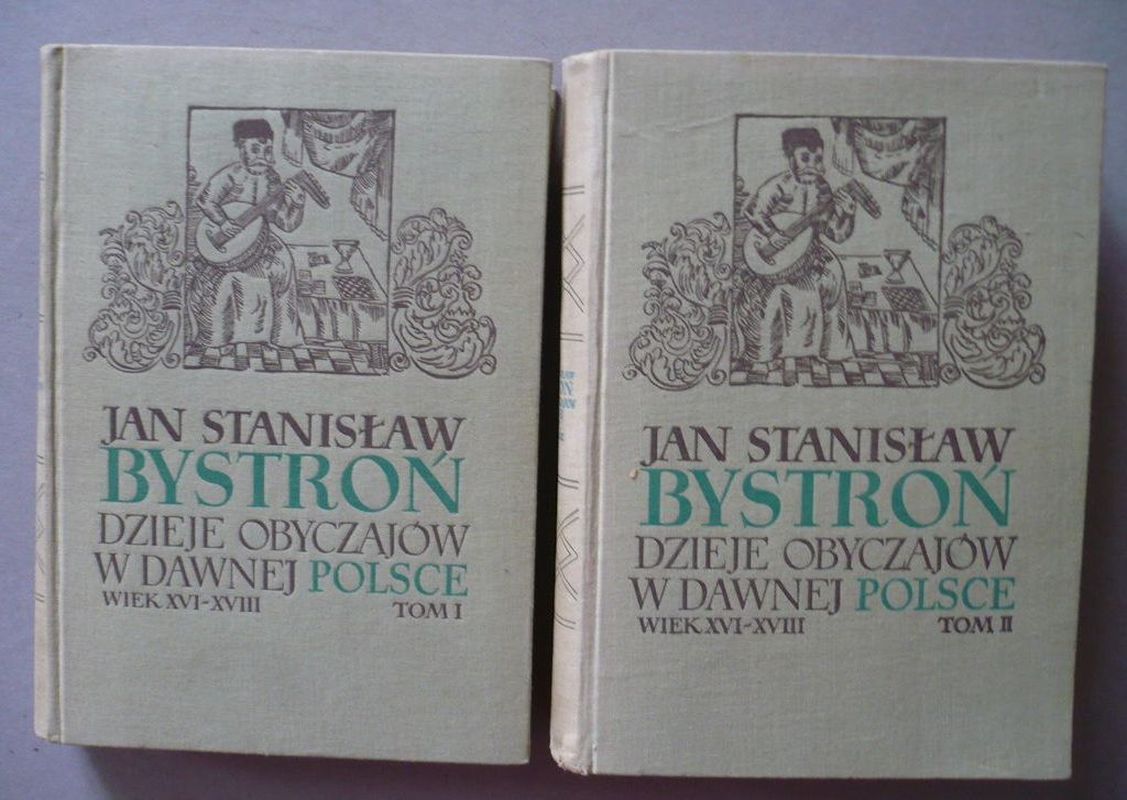 JAN STANISŁAW
BYSTROŃ
DZIEJE OBYCZAJÓW
W DAWNEJ POLSCE
WIEK XVI-XVIII TOM I
JAN STANISŁAW
BYSTROŃ
DZIEJE OBYCZAJÓW
W DAWNEJ POLSCE
WIEK XVI-XVIII TOM II